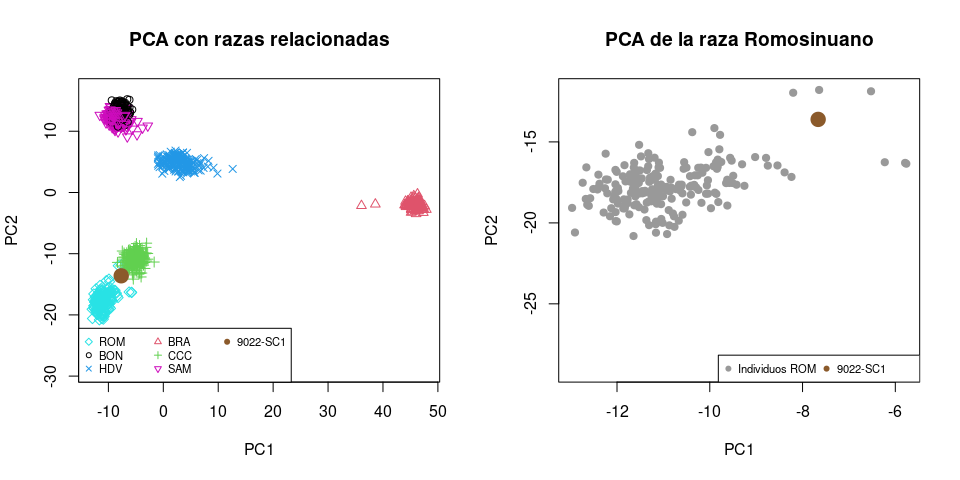 PCA con razas relacionadas
PC2
10
0
-10
-20
-30
ROM
BON
HDV
BRA
CCC
SAM
9022-SC1
-10
0
10
20
30
40
50
PC1
PCA de la raza Romosinuano
PC2
-15
-20
-25
Individuos ROM
9022-SC1
-12
-10
-8
-6
PC1